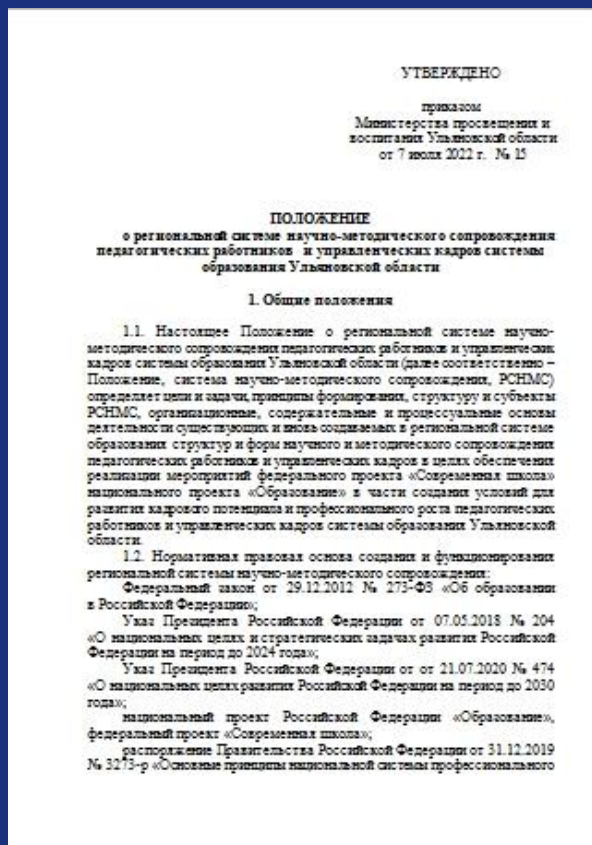 УТВЕРЖДЕНО
приказом
Министерства просвещения и
воспитания Ульяновской области
от 7 июля 2022 г. № 15
ПОЛОЖЕНИЕ
о региональной системе научно-методического сопровождения
педагогических работников и управленческих кадров системы
образования Ульяновской области
1. Общие положения
1.1. Настоящее Положение о региональной системе научно-
методического сопровождения педагогических работников и управленческих
кадров системы образования Ульяновской области (далее соответственно –
Положение, система научно-методического сопровождения, РСНМС)
определяет цели и задачи, принципы формирования, структуру и субъекты
РСНМС, организационные, содержательные и процессуальные основы
деятельности существующих и вновь создаваемых в региональной системе
образования структур и форм научного и методического сопровождения
педагогических работников и управленческих кадров в целях обеспечения
реализации мероприятий федерального проекта «Современная школа»
национального проекта «Образование» в части создания условий для
развития кадрового потенциала и профессионального роста педагогических
работников и управленческих кадров системы образования Ульяновской
области.
1.2. Нормативная правовая основа создания и функционирования
региональной системы научно-методического сопровождения:
Федеральный закон от 29.12.2012 № 273-ФЗ «Об образовании
в Российской Федерации»;
Указ Президента Российской Федерации от 07.05.2018 № 204
«О национальных целях и стратегических задачах развития Российской
Федерации на период до 2024 года»;
Указ Президента Российской Федерации от от 21.07.2020 № 474
«О национальных целях развития Российской Федерации на период до 2030
года»;
национальный проект Российской Федерации «Образование»,
федеральный проект «Современная школа»;
распоряжение Правительства Российской Федерации от 31.12.2019
№ 3273-р «Основные принципы национальной системы профессионального